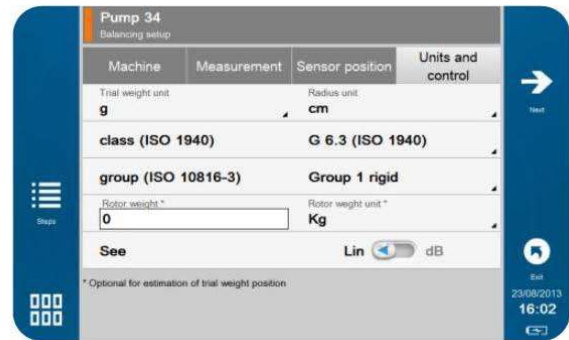 Pump 34
Balancing setup
Machine
Measurement
Sensor position
Units and
control
Trial weight unit
g
Radius unit
cm
class (ISO 1940)
G 6.3 (ISO 1940)
group (ISO 10816-3)
Group 1 rigid
Rotor weight *
0
Rotor weght unit *
Kg
See
Lin
dB
* Optional for estimation of trial weight position
Steps
Next
Exit
23/08/2013
16:02